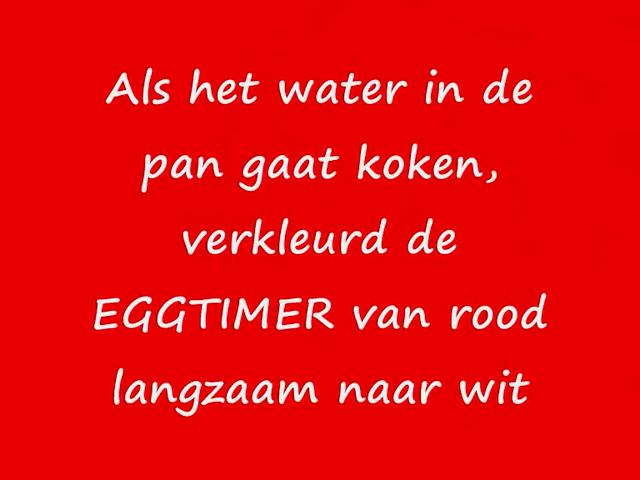 Als het water in de
pan gaat koken,
verkleurd de
EGGTIMER van rood
langzaam naar wit